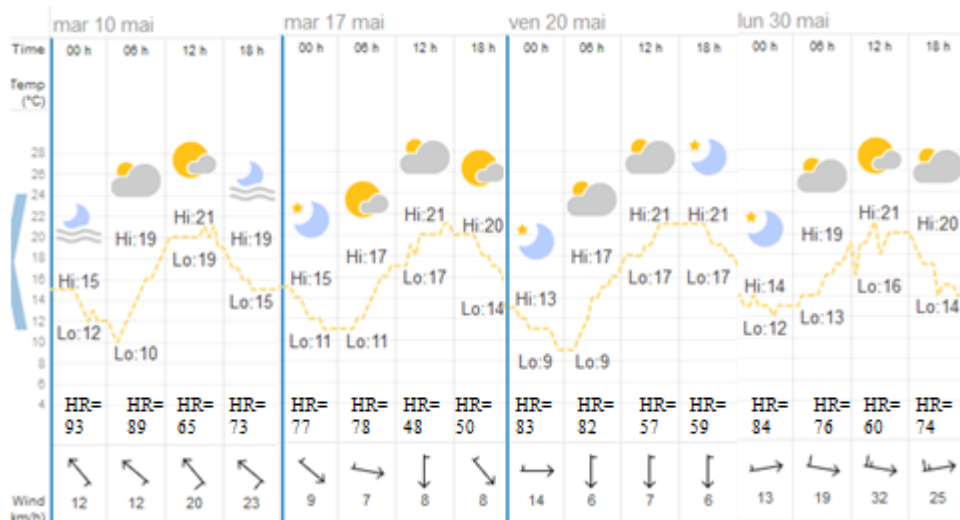 mar 10 mai mar 17 mai ven 20 mai lun 30 mai
Time 00 h 06 h 12 h 18 h 00 h 06 h 12 h 18 h 00 h 06 h 12 h 18 h 00 h 06 h 12 h 18 h
Temp
(°C)
28
26
24
22 Hi:21 Hi:21 Hi:20 Hi:21 Hi:21 Hi:21
20 Hi:19 Hi:19 Hi:19 Hi:20
18 Lo:19 Hi:17 Hi:17
16 Hi:15 Hi:15 Lo:17 Lo:17 Lo:17 Lo:16
14 Lo:15 Lo:14 Hi:13 Hi:14 Lo:13 Lo:14
12 Lo:12 Lo:12
10 Lo:10 Lo:11 Lo:11
8 Lo:9 Lo:9
6
4 HR= HR= HR= HR= HR= HR= HR= HR= HR= HR= HR= HR= HR= HR= HR= HR=
93 89 65 73 77 78 48 50 83 82 57 59 84 76 60 74
Wind 12 12 20 23 9 7 8 8 14 6 7 6 13 19 32 25
km/h)